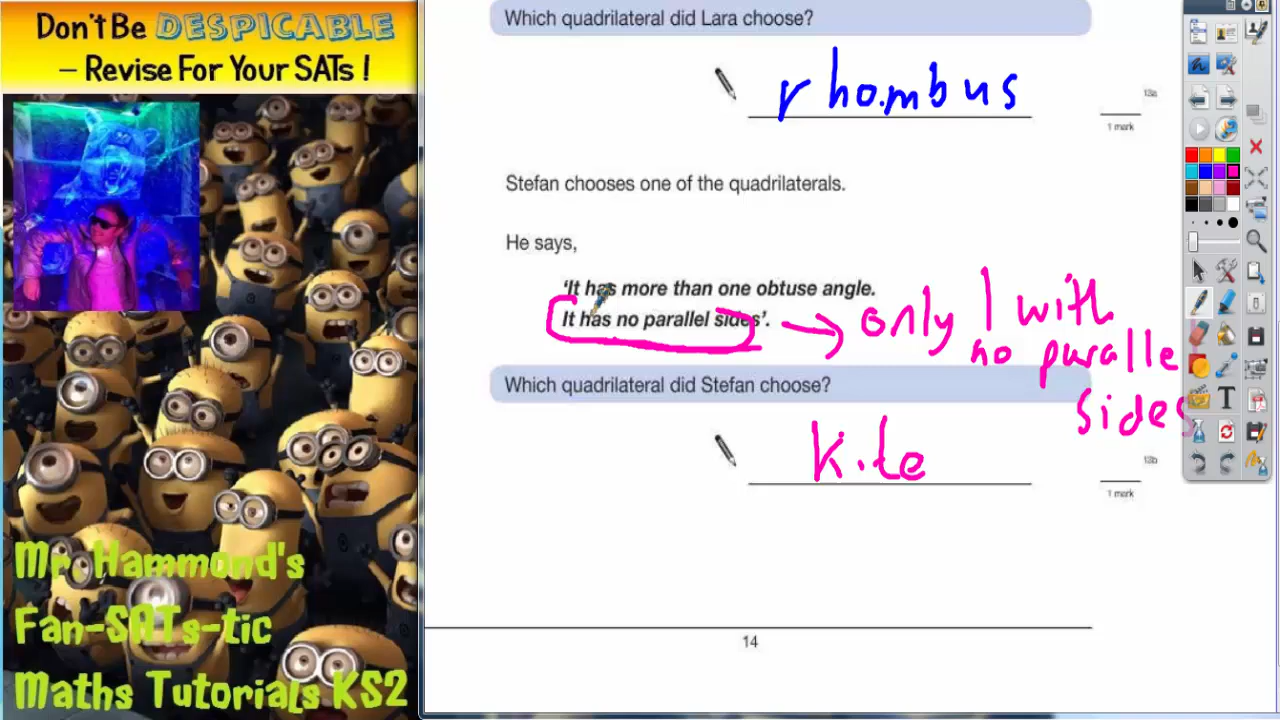 Don't Be DESPICABLE
– Revise For Your SATs !
Mr. Hammond's
Fan-SATs-tic
Maths Tutorials KS2
Which quadrilateral did Lara choose?
rhombus
13a
1 mark
Stefan chooses one of the quadrilaterals.
He says,
'It has more than one obtuse angle.
It has no parallel sides'.
only 1 with
no paralle
sides
Which quadrilateral did Stefan choose?
kite
13b
1 mark
14